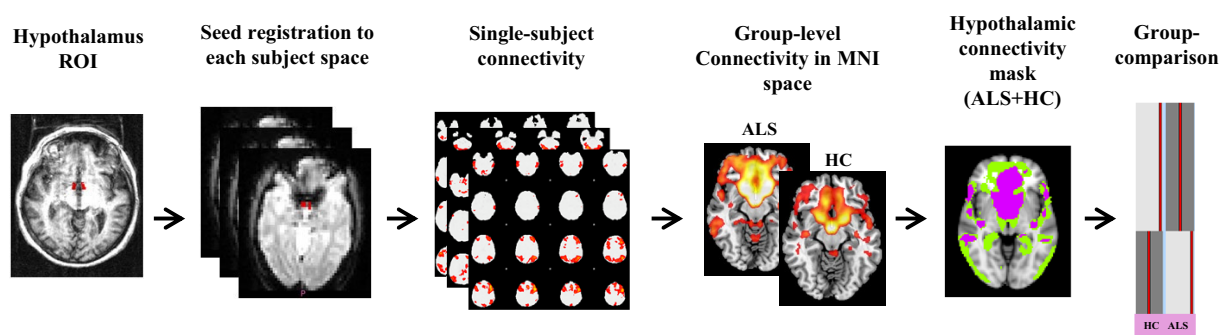 Hypothalamus
ROI
Seed registration to
each subject space
Single-subject
connectivity
Group-level
Connectivity in MNI
space
Hypothalamic
connectivity
mask
(ALS+HC)
Group-
comparison
ALS
HC
P
HC ALS